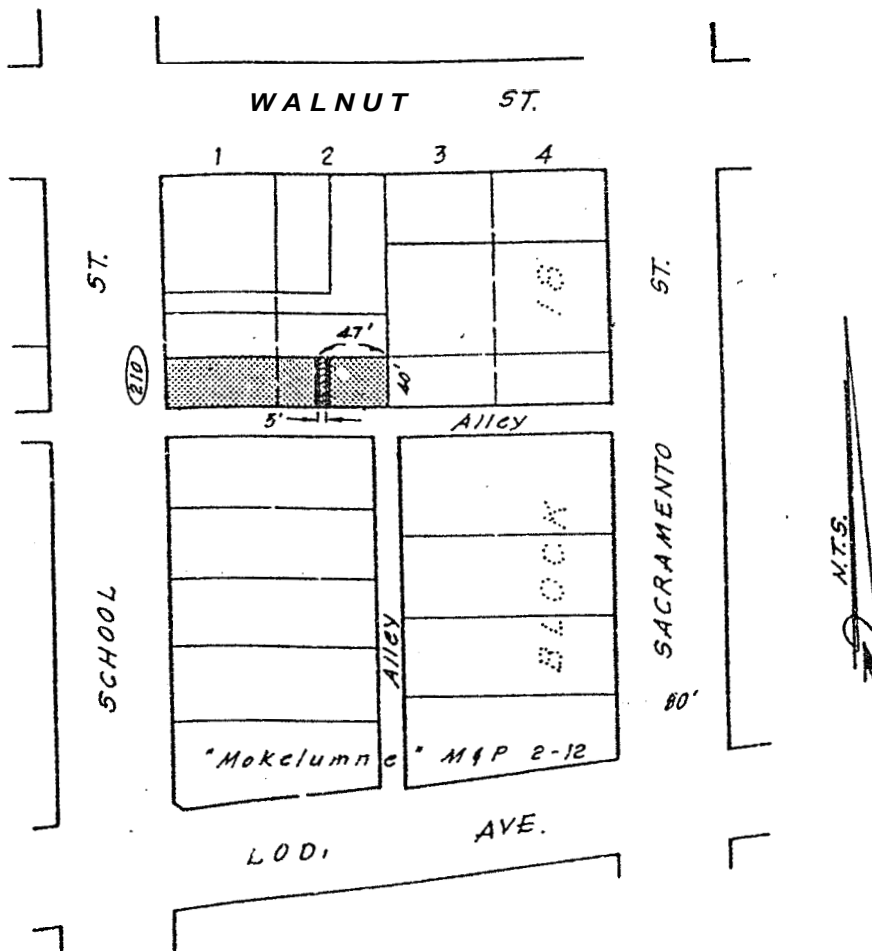 WALNUT ST.
1 2 3 4
ST.
18
ST.
47'
210
40'
5'
Alley
SACRAMENTO
BLOCK
N.T.S.
SCHOOL
Alley
80'
"Mokelumne" M&P 2-12
LOD. AVE.